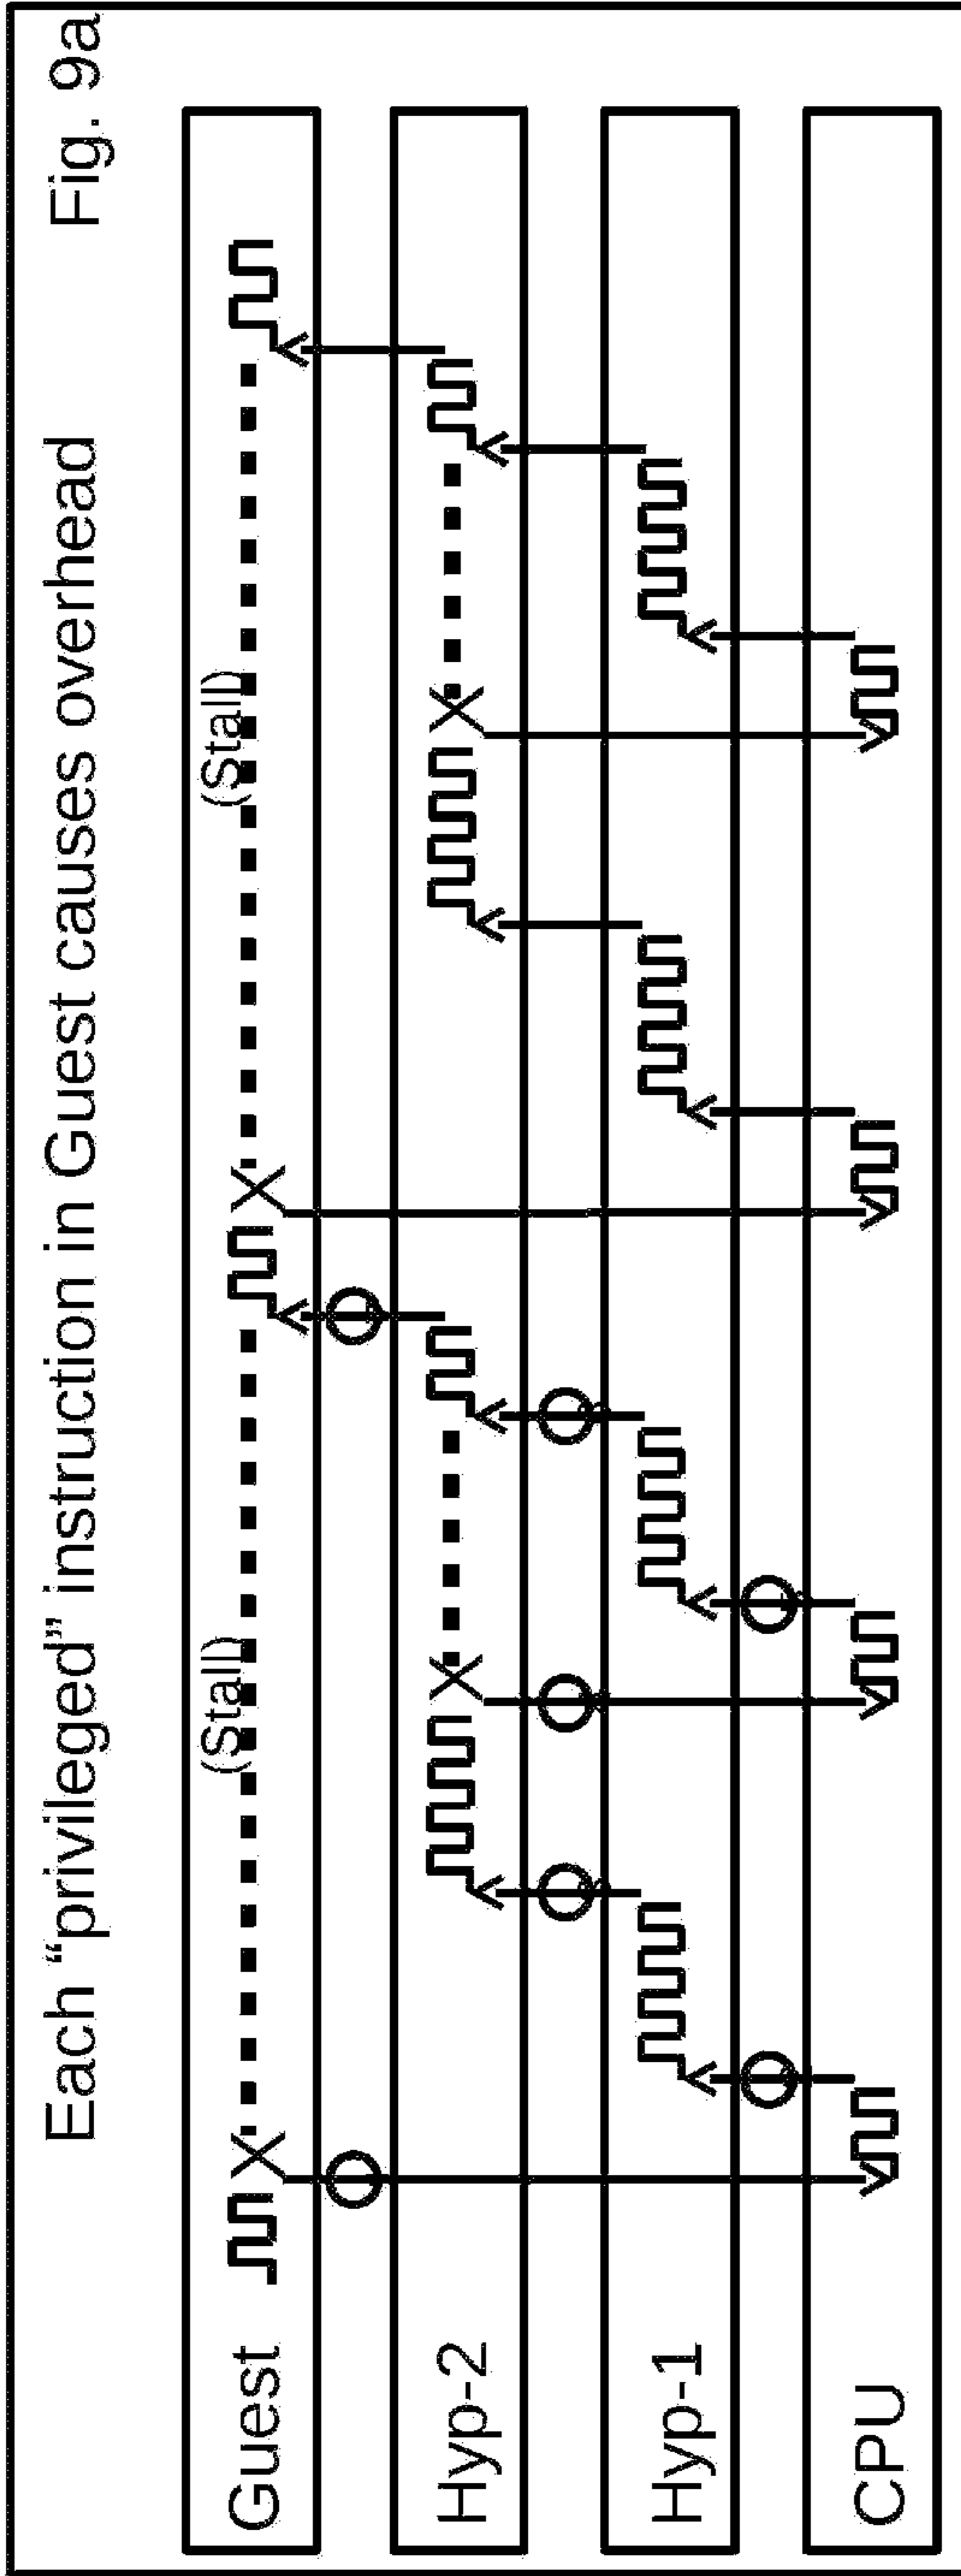 Each “privileged” instruction in Guest causes overhead
Fig. 9a
Guest
(Stall)
(Stall)
X
X
Hyp-2
X
X
Hyp-1
CPU